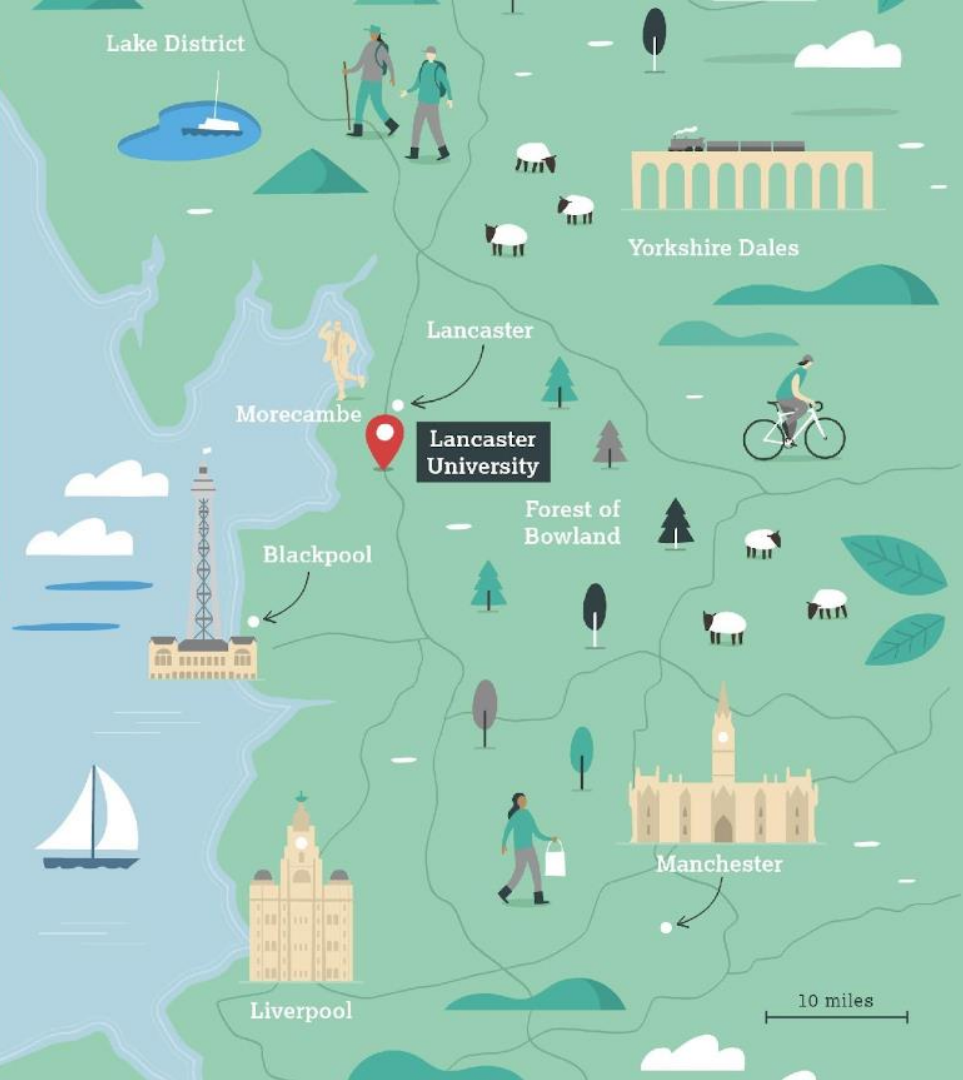 Lake District
Yorkshire Dales
Lancaster
Morecambe
Lancaster
University
Forest of
Bowland
Blackpool
Manchester
Liverpool
10 miles